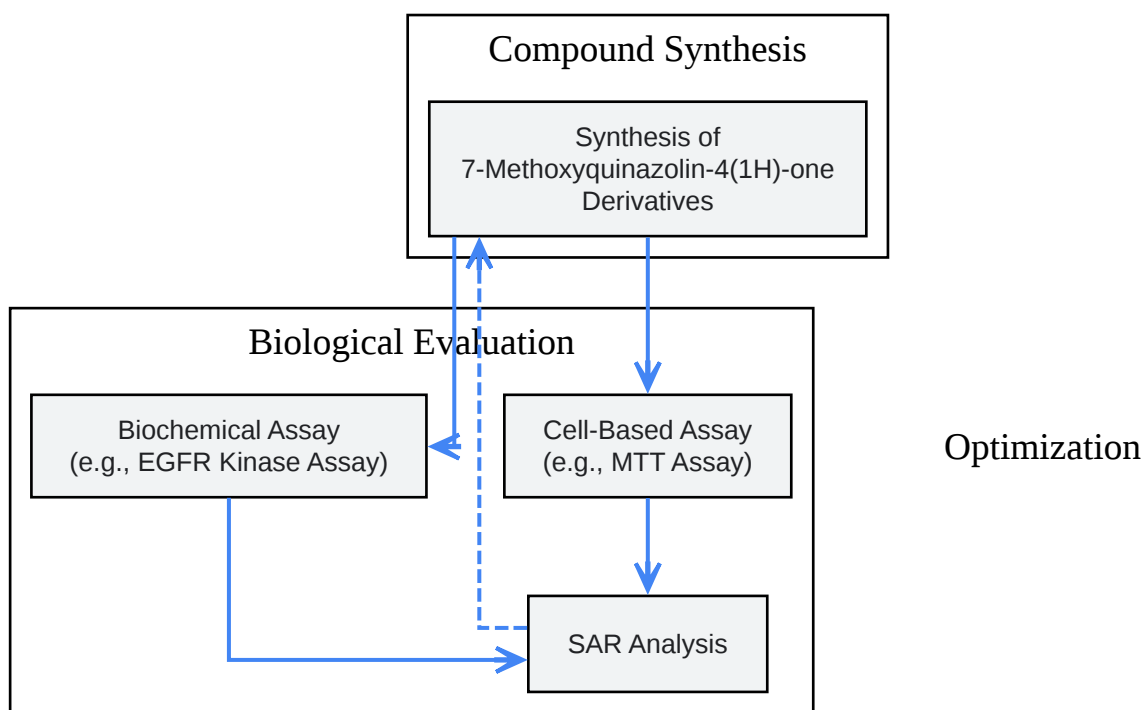 Compound Synthesis
Synthesis of
7-Methoxyquinazolin-4(1H)-one
Derivatives
Biological Evaluation
Biochemical Assay
(e.g., EGFR Kinase Assay)
Cell-Based Assay
(e.g., MTT Assay)
Optimization
SAR Analysis